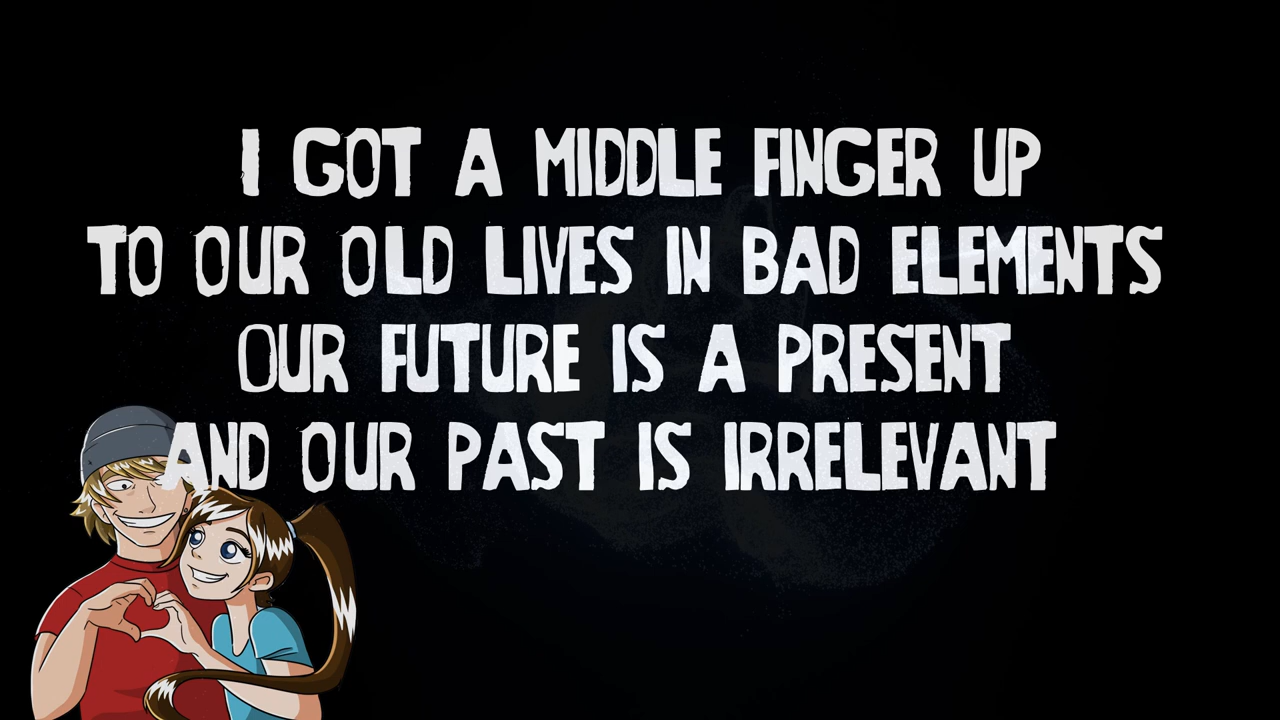 I GOT A MIDDLE FINGER UP
TO OUR OLD LIVES IN BAD ELEMENTS
OUR FUTURE IS A PRESENT
AND OUR PAST IS IRRELEVANT